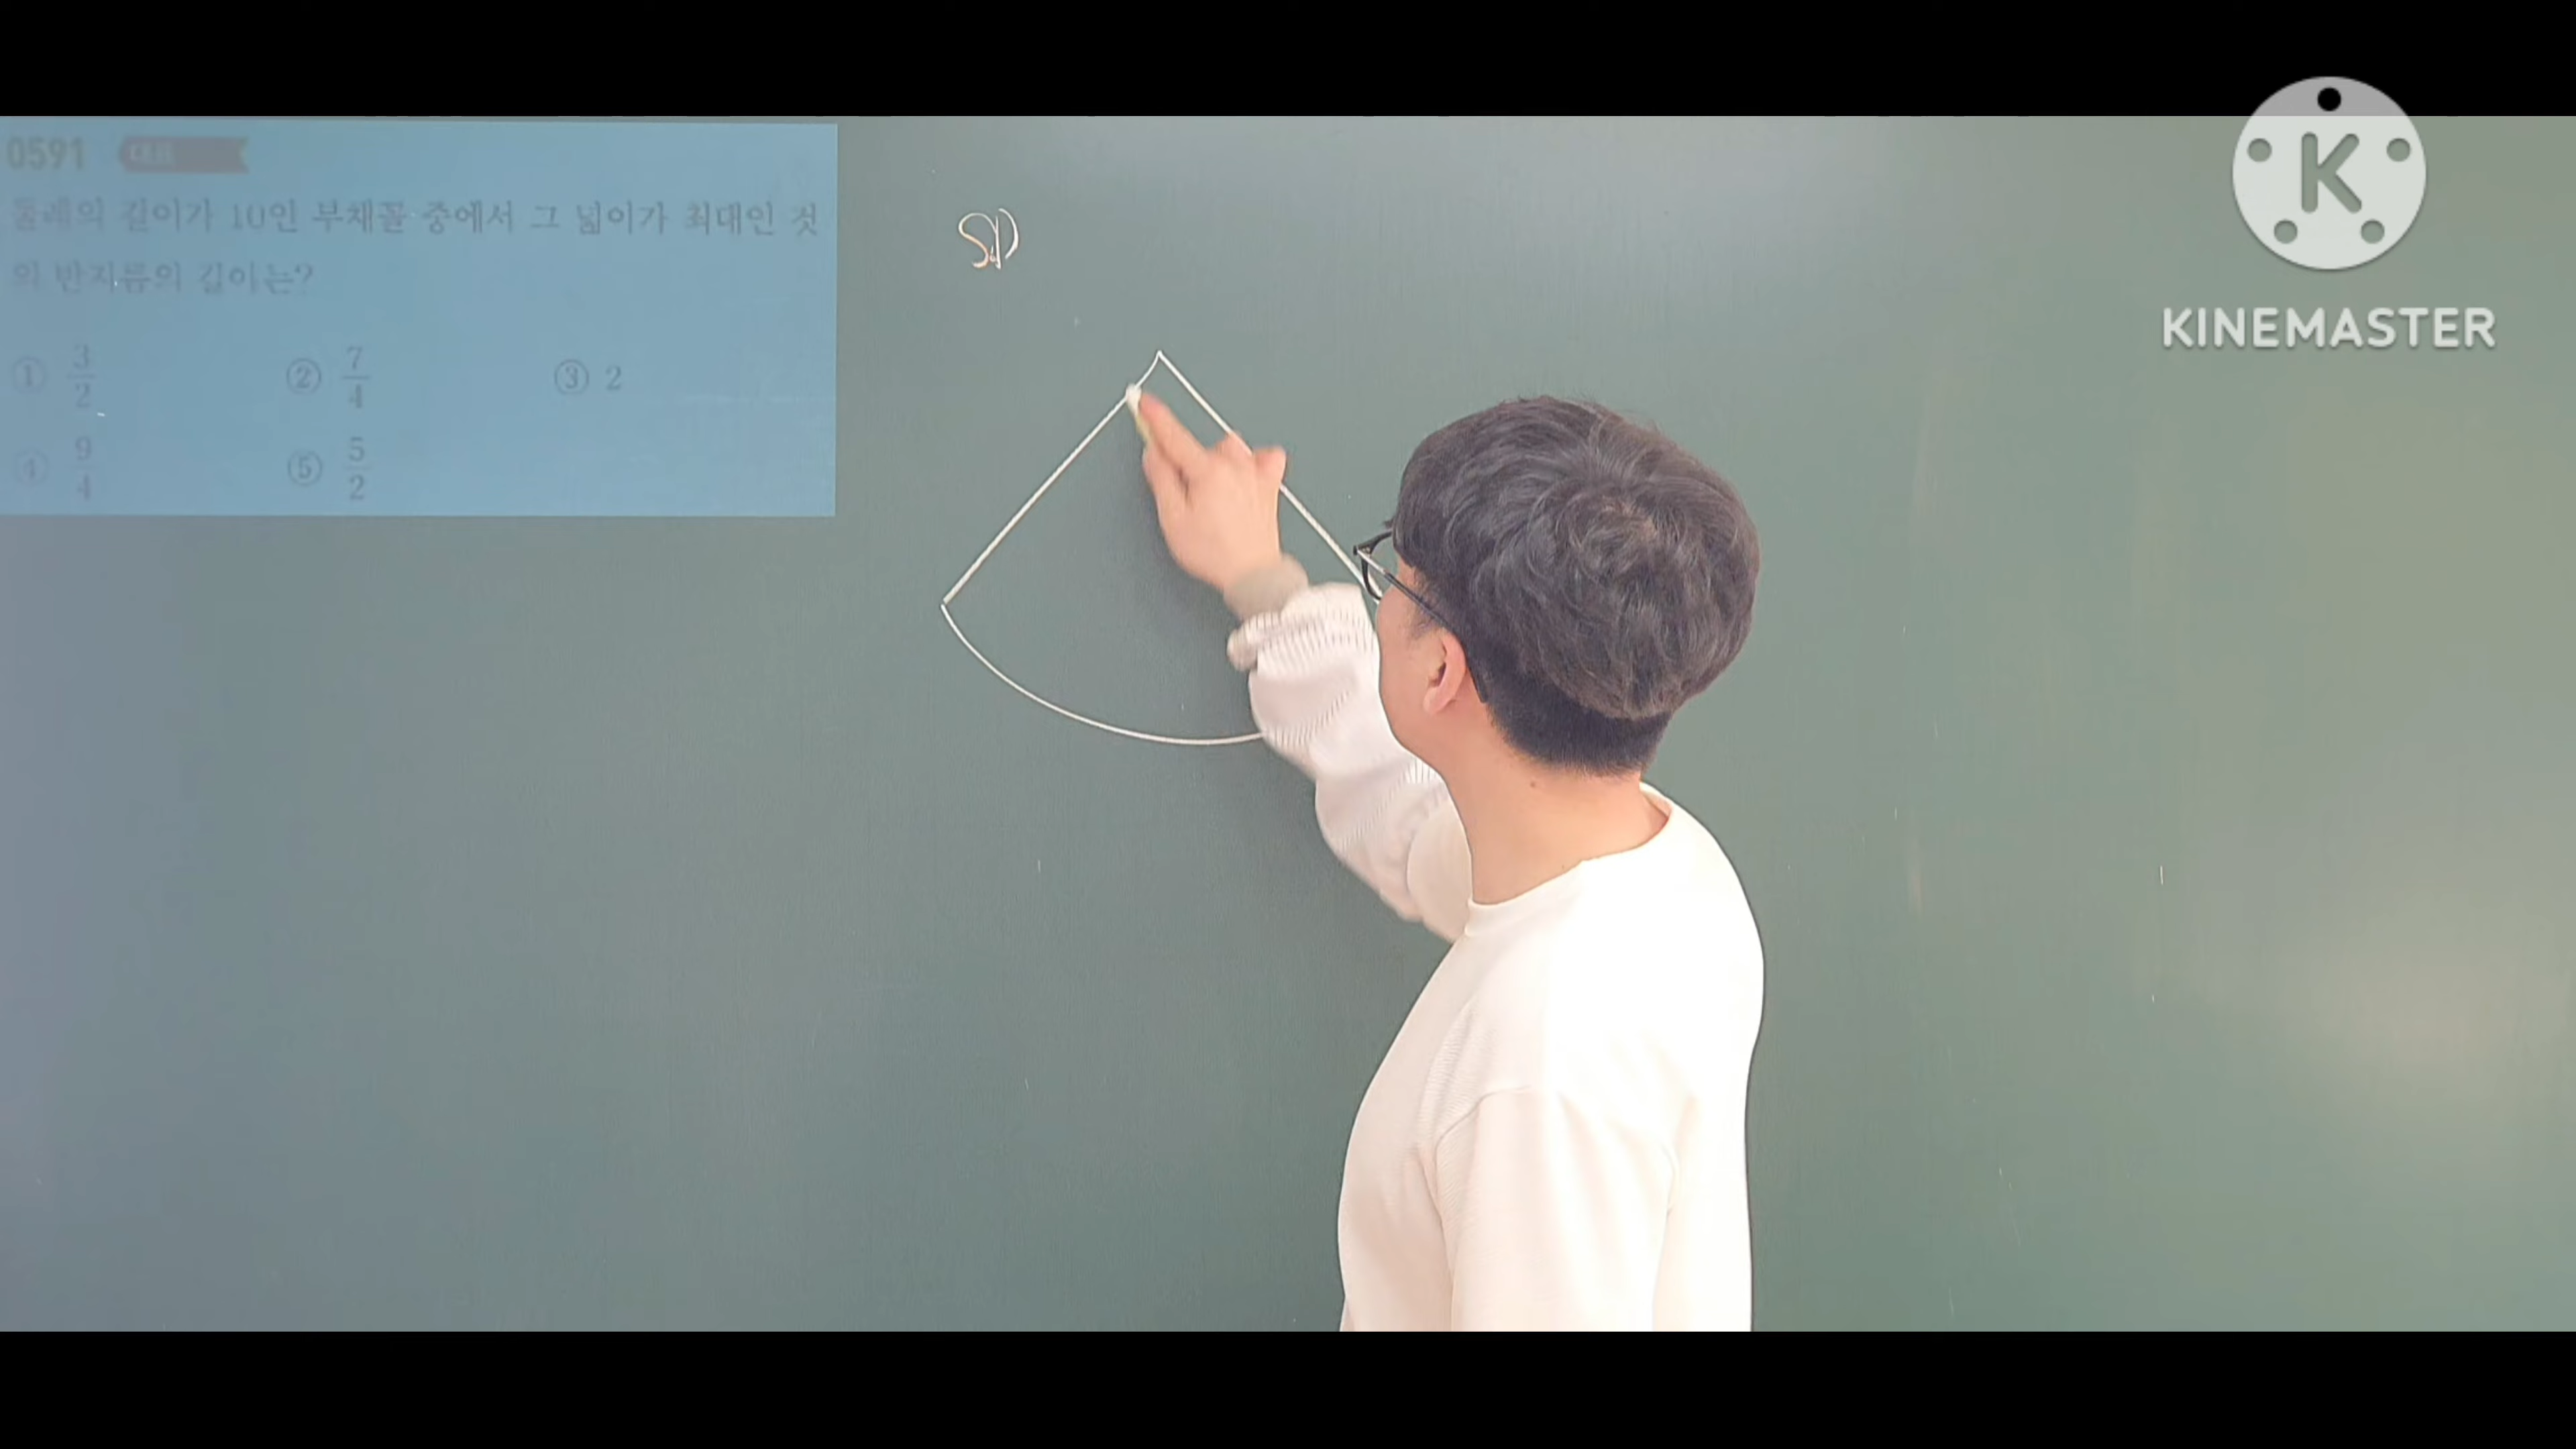 0591
둘레의 길이가 10인 부채꼴 중에서 그 넓이가 최대인 것
의 반지름의 길이는?
① 3/2 ② 7/4 ③ 2
④ 9/4 ⑤ 5/2
K
KINEMASTER